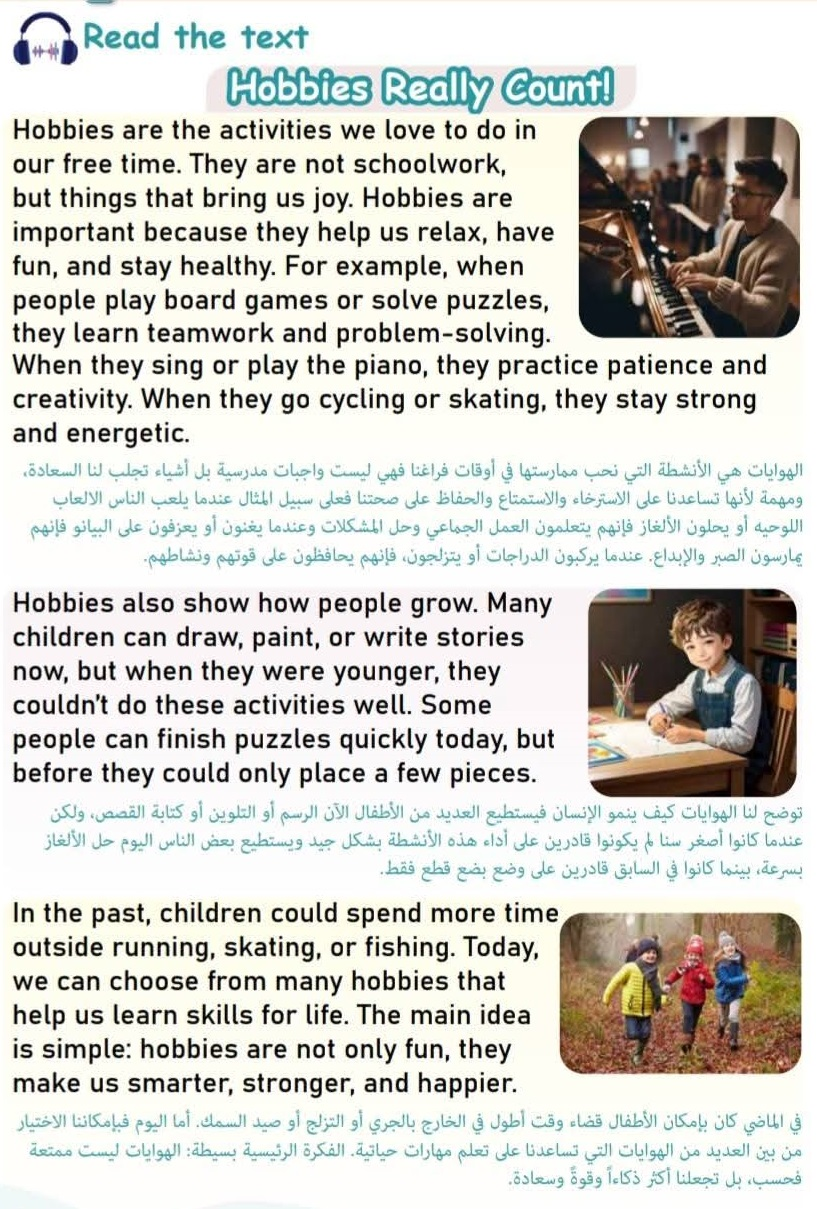 Read the text
Hobbies Really Count!
Hobbies are the activities we love to do in
our free time. They are not schoolwork,
but things that bring us joy. Hobbies are
important because they help us relax, have
fun, and stay healthy. For example, when
people play board games or solve puzzles,
they learn teamwork and problem-solving.
When they sing or play the piano, they practice patience and
creativity. When they go cycling or skating, they stay strong
and energetic.
الهوايات هي الأنشطة التي نحب ممارستها في أوقات فراغنا فهي ليست واجبات مدرسية بل أشياء تجلب لنا السعادة،
ومهمة لأنها تساعدنا على الاسترخاء والاستمتاع والحفاظ على صحتنا فعلى سبيل المثال عندما يلعب الناس الالعاب
اللوحيه أو يحلون الألغاز فإنهم يتعلمون العمل الجماعي وحل المشكلات وعندما يغنون أو يعزفون على البيانو فإنهم
يمارسون الصبر والإبداع. عندما يركبون الدراجات أو يتزلجون، فإنهم يحافظون على قوتهم ونشاطهم.
Hobbies also show how people grow. Many
children can draw, paint, or write stories
now, but when they were younger, they
couldn't do these activities well. Some
people can finish puzzles quickly today, but
before they could only place a few pieces.
توضح لنا الهوايات كيف ينمو الإنسان فيستطيع العديد من الأطفال الآن الرسم أو التلوين أو كتابة القصص، ولكن
عندما كانوا أصغر سنا لم يكونوا قادرين على أداء هذه الأنشطة بشكل جيد ويستطيع بعض الناس اليوم حل الألغاز
بسرعة، بينما كانوا في السابق قادرين على وضع بضع قطع فقط.
In the past, children could spend more time
outside running, skating, or fishing. Today,
we can choose from many hobbies that
help us learn skills for life. The main idea
is simple: hobbies are not only fun, they
make us smarter, stronger, and happier.
في الماضي كان بإمكان الأطفال قضاء وقت أطول في الخارج بالجري أو التزلج أو صيد السمك. أما اليوم فبإمكاننا الاختيار
من بين العديد من الهوايات التي تساعدنا على تعلم مهارات حياتية. الفكرة الرئيسية بسيطة: الهوايات ليست ممتعة
فحسب، بل تجعلنا أكثر ذكاءاً وقوةً وسعادة.